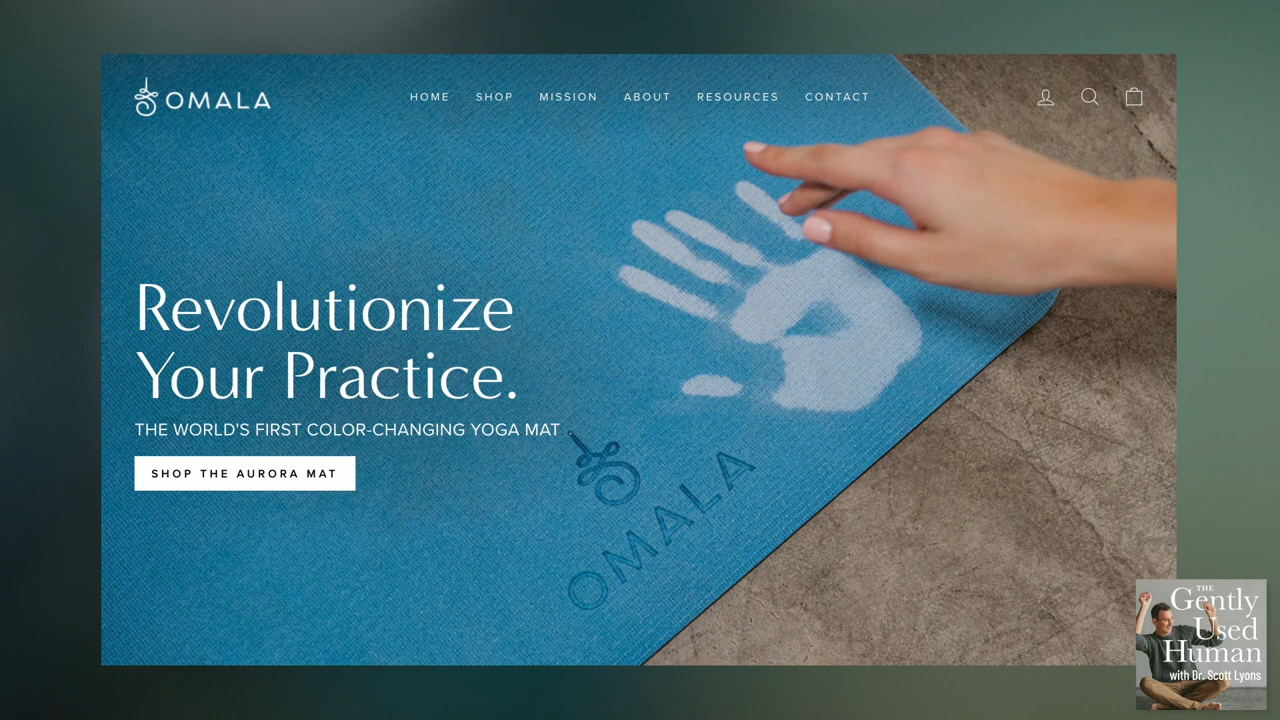 OMALA
HOME SHOP MISSION ABOUT RESOURCES CONTACT
Revolutionize
Your Practice.
THE WORLD'S FIRST COLOR-CHANGING YOGA MAT
SHOP THE AURORA MAT
OMALA
THE
Gently
Used
Human
with Dr. Scott Lyons